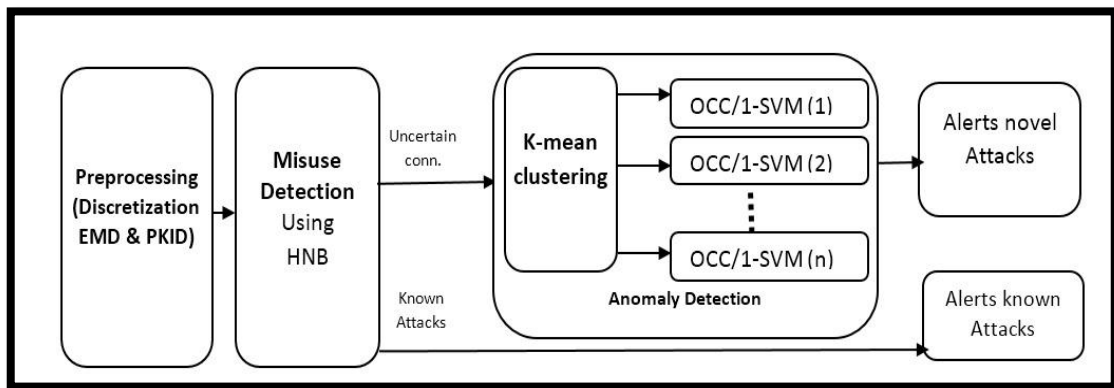 Preprocessing
(Discretization
EMD & PKID)
Misuse
Detection
Using
HNB
Uncertain
conn.
Known
Attacks
K-mean
clustering
OCC/1-SVM (1)
OCC/1-SVM (2)
OCC/1-SVM (n)
Anomaly Detection
Alerts novel
Attacks
Alerts known
Attacks